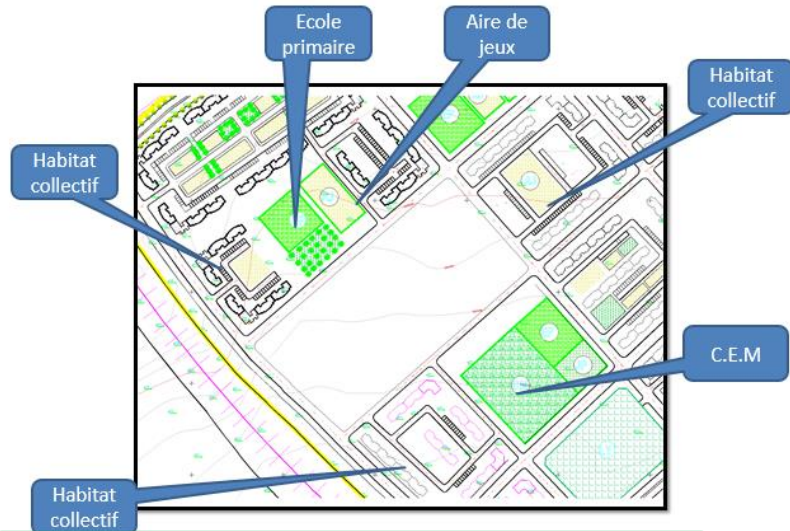 Ecole
primaire
Aire de
jeux
Habitat
collectif
Habitat
collectif
C.E.M
Habitat
collectif